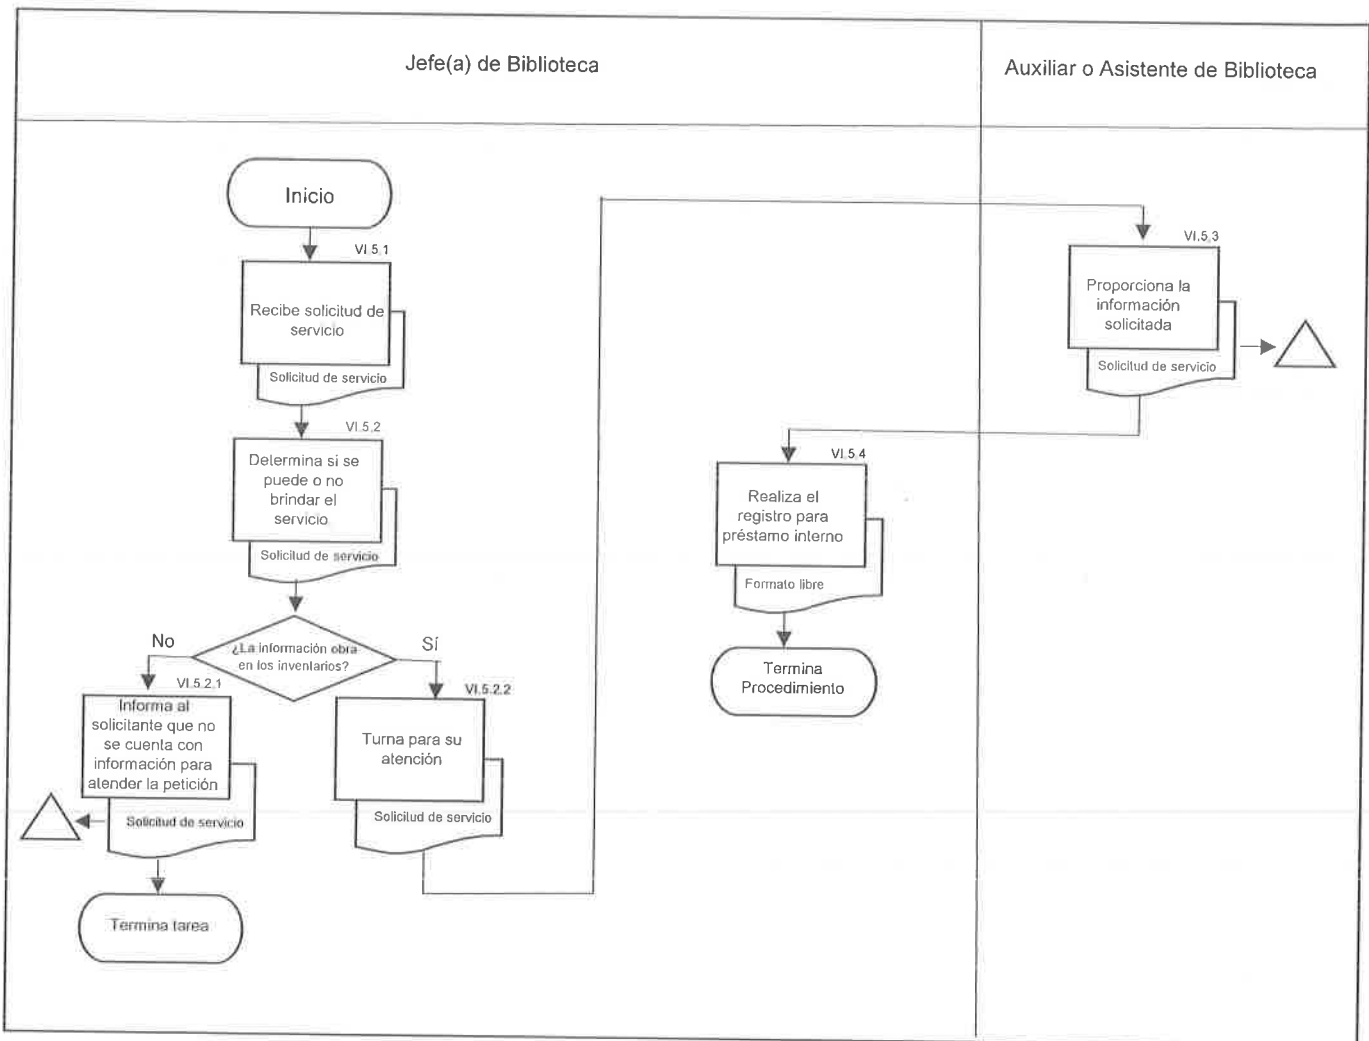 Jefe(a) de Biblioteca
Auxiliar o Asistente de Biblioteca
Inicio
VI.5.1
Recibe solicitud de
servicio
Solicitud de servicio
VI.5.2
Determina si se
puede o no
brindar el
servicio
Solicitud de servicio
¿La información obra
en los inventarios?
No
Sí
VI.5.2.1
Informa al
solicitante que no
se cuenta con
información para
atender la petición
Solicitud de servicio
Termina tarea
VI.5.2.2
Turna para su
atención
Solicitud de servicio
VI.5.3
Proporciona la
información
solicitada
Solicitud de servicio
VI.5.4
Realiza el
registro para
préstamo interno
Formato libre
Termina
Procedimiento